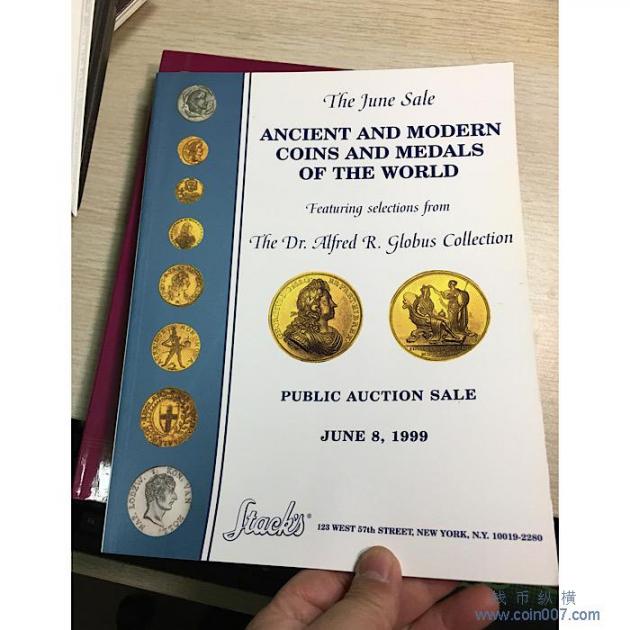 The June Sale
ANCIENT AND MODERN
COINS AND MEDALS
OF THE WORLD
Featuring selections from
The Dr. Alfred R. Globus Collection
PUBLIC AUCTION SALE
JUNE 8, 1999
Stack's®
123 WEST 57th STREET, NEW YORK, N.Y. 10019-2280
钱币纵横
www.coin007.com